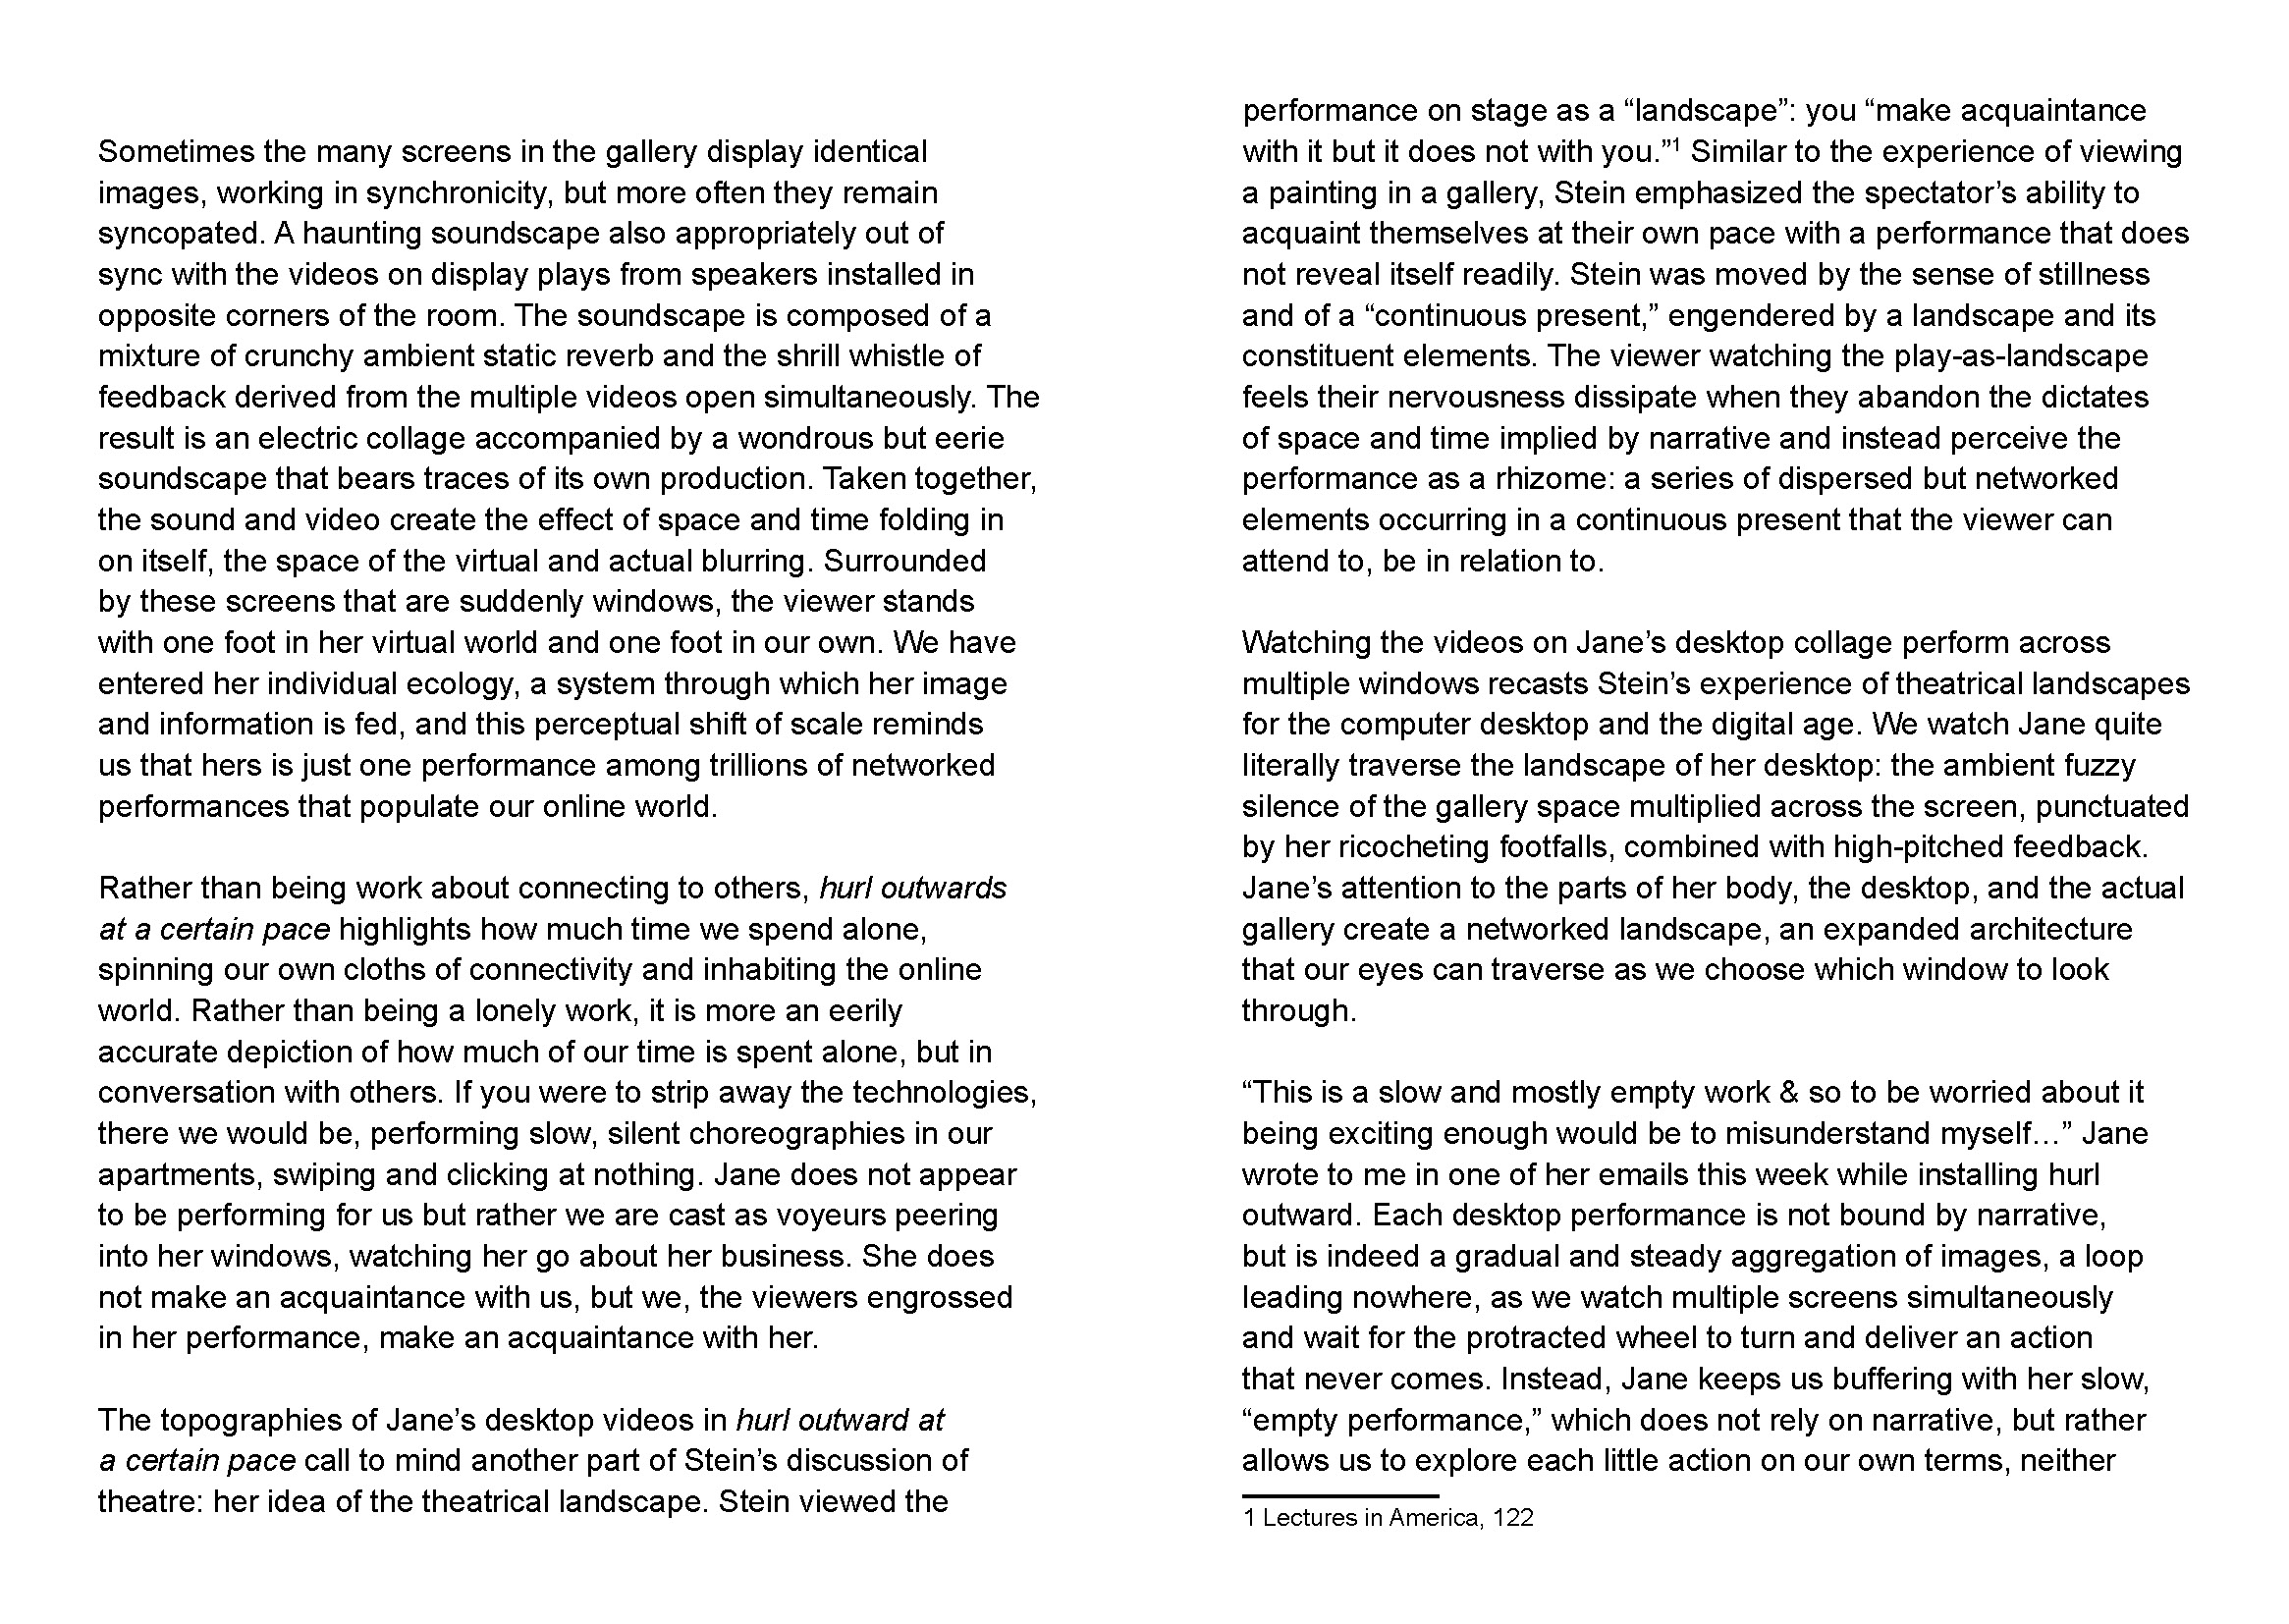 Sometimes the many screens in the gallery display identical
images, working in synchronicity, but more often they remain
syncopated. A haunting soundscape also appropriately out of
sync with the videos on display plays from speakers installed in
opposite corners of the room. The soundscape is composed of a
mixture of crunchy ambient static reverb and the shrill whistle of
feedback derived from the multiple videos open simultaneously. The
result is an electric collage accompanied by a wondrous but eerie
soundscape that bears traces of its own production. Taken together,
the sound and video create the effect of space and time folding in
on itself, the space of the virtual and actual blurring. Surrounded
by these screens that are suddenly windows, the viewer stands
with one foot in her virtual world and one foot in our own. We have
entered her individual ecology, a system through which her image
and information is fed, and this perceptual shift of scale reminds
us that hers is just one performance among trillions of networked
performances that populate our online world.
Rather than being work about connecting to others, hurl outwards
at a certain pace highlights how much time we spend alone,
spinning our own cloths of connectivity and inhabiting the online
world. Rather than being a lonely work, it is more an eerily
accurate depiction of how much of our time is spent alone, but in
conversation with others. If you were to strip away the technologies,
there we would be, performing slow, silent choreographies in our
apartments, swiping and clicking at nothing. Jane does not appear
to be performing for us but rather we are cast as voyeurs peering
into her windows, watching her go about her business. She does
not make an acquaintance with us, but we, the viewers engrossed
in her performance, make an acquaintance with her.
The topographies of Jane’s desktop videos in hurl outward at
a certain pace call to mind another part of Stein’s discussion of
theatre: her idea of the theatrical landscape. Stein viewed the
performance on stage as a “landscape”: you “make acquaintance
with it but it does not with you.”1 Similar to the experience of viewing
a painting in a gallery, Stein emphasized the spectator’s ability to
acquaint themselves at their own pace with a performance that does
not reveal itself readily. Stein was moved by the sense of stillness
and of a “continuous present,” engendered by a landscape and its
constituent elements. The viewer watching the play-as-landscape
feels their nervousness dissipate when they abandon the dictates
of space and time implied by narrative and instead perceive the
performance as a rhizome: a series of dispersed but networked
elements occurring in a continuous present that the viewer can
attend to, be in relation to.
Watching the videos on Jane’s desktop collage perform across
multiple windows recasts Stein’s experience of theatrical landscapes
for the computer desktop and the digital age. We watch Jane quite
literally traverse the landscape of her desktop: the ambient fuzzy
silence of the gallery space multiplied across the screen, punctuated
by her ricocheting footfalls, combined with high-pitched feedback.
Jane’s attention to the parts of her body, the desktop, and the actual
gallery create a networked landscape, an expanded architecture
that our eyes can traverse as we choose which window to look
through.
“This is a slow and mostly empty work & so to be worried about it
being exciting enough would be to misunderstand myself…” Jane
wrote to me in one of her emails this week while installing hurl
outward. Each desktop performance is not bound by narrative,
but is indeed a gradual and steady aggregation of images, a loop
leading nowhere, as we watch multiple screens simultaneously
and wait for the protracted wheel to turn and deliver an action
that never comes. Instead, Jane keeps us buffering with her slow,
“empty performance,” which does not rely on narrative, but rather
allows us to explore each little action on our own terms, neither
1 Lectures in America, 122